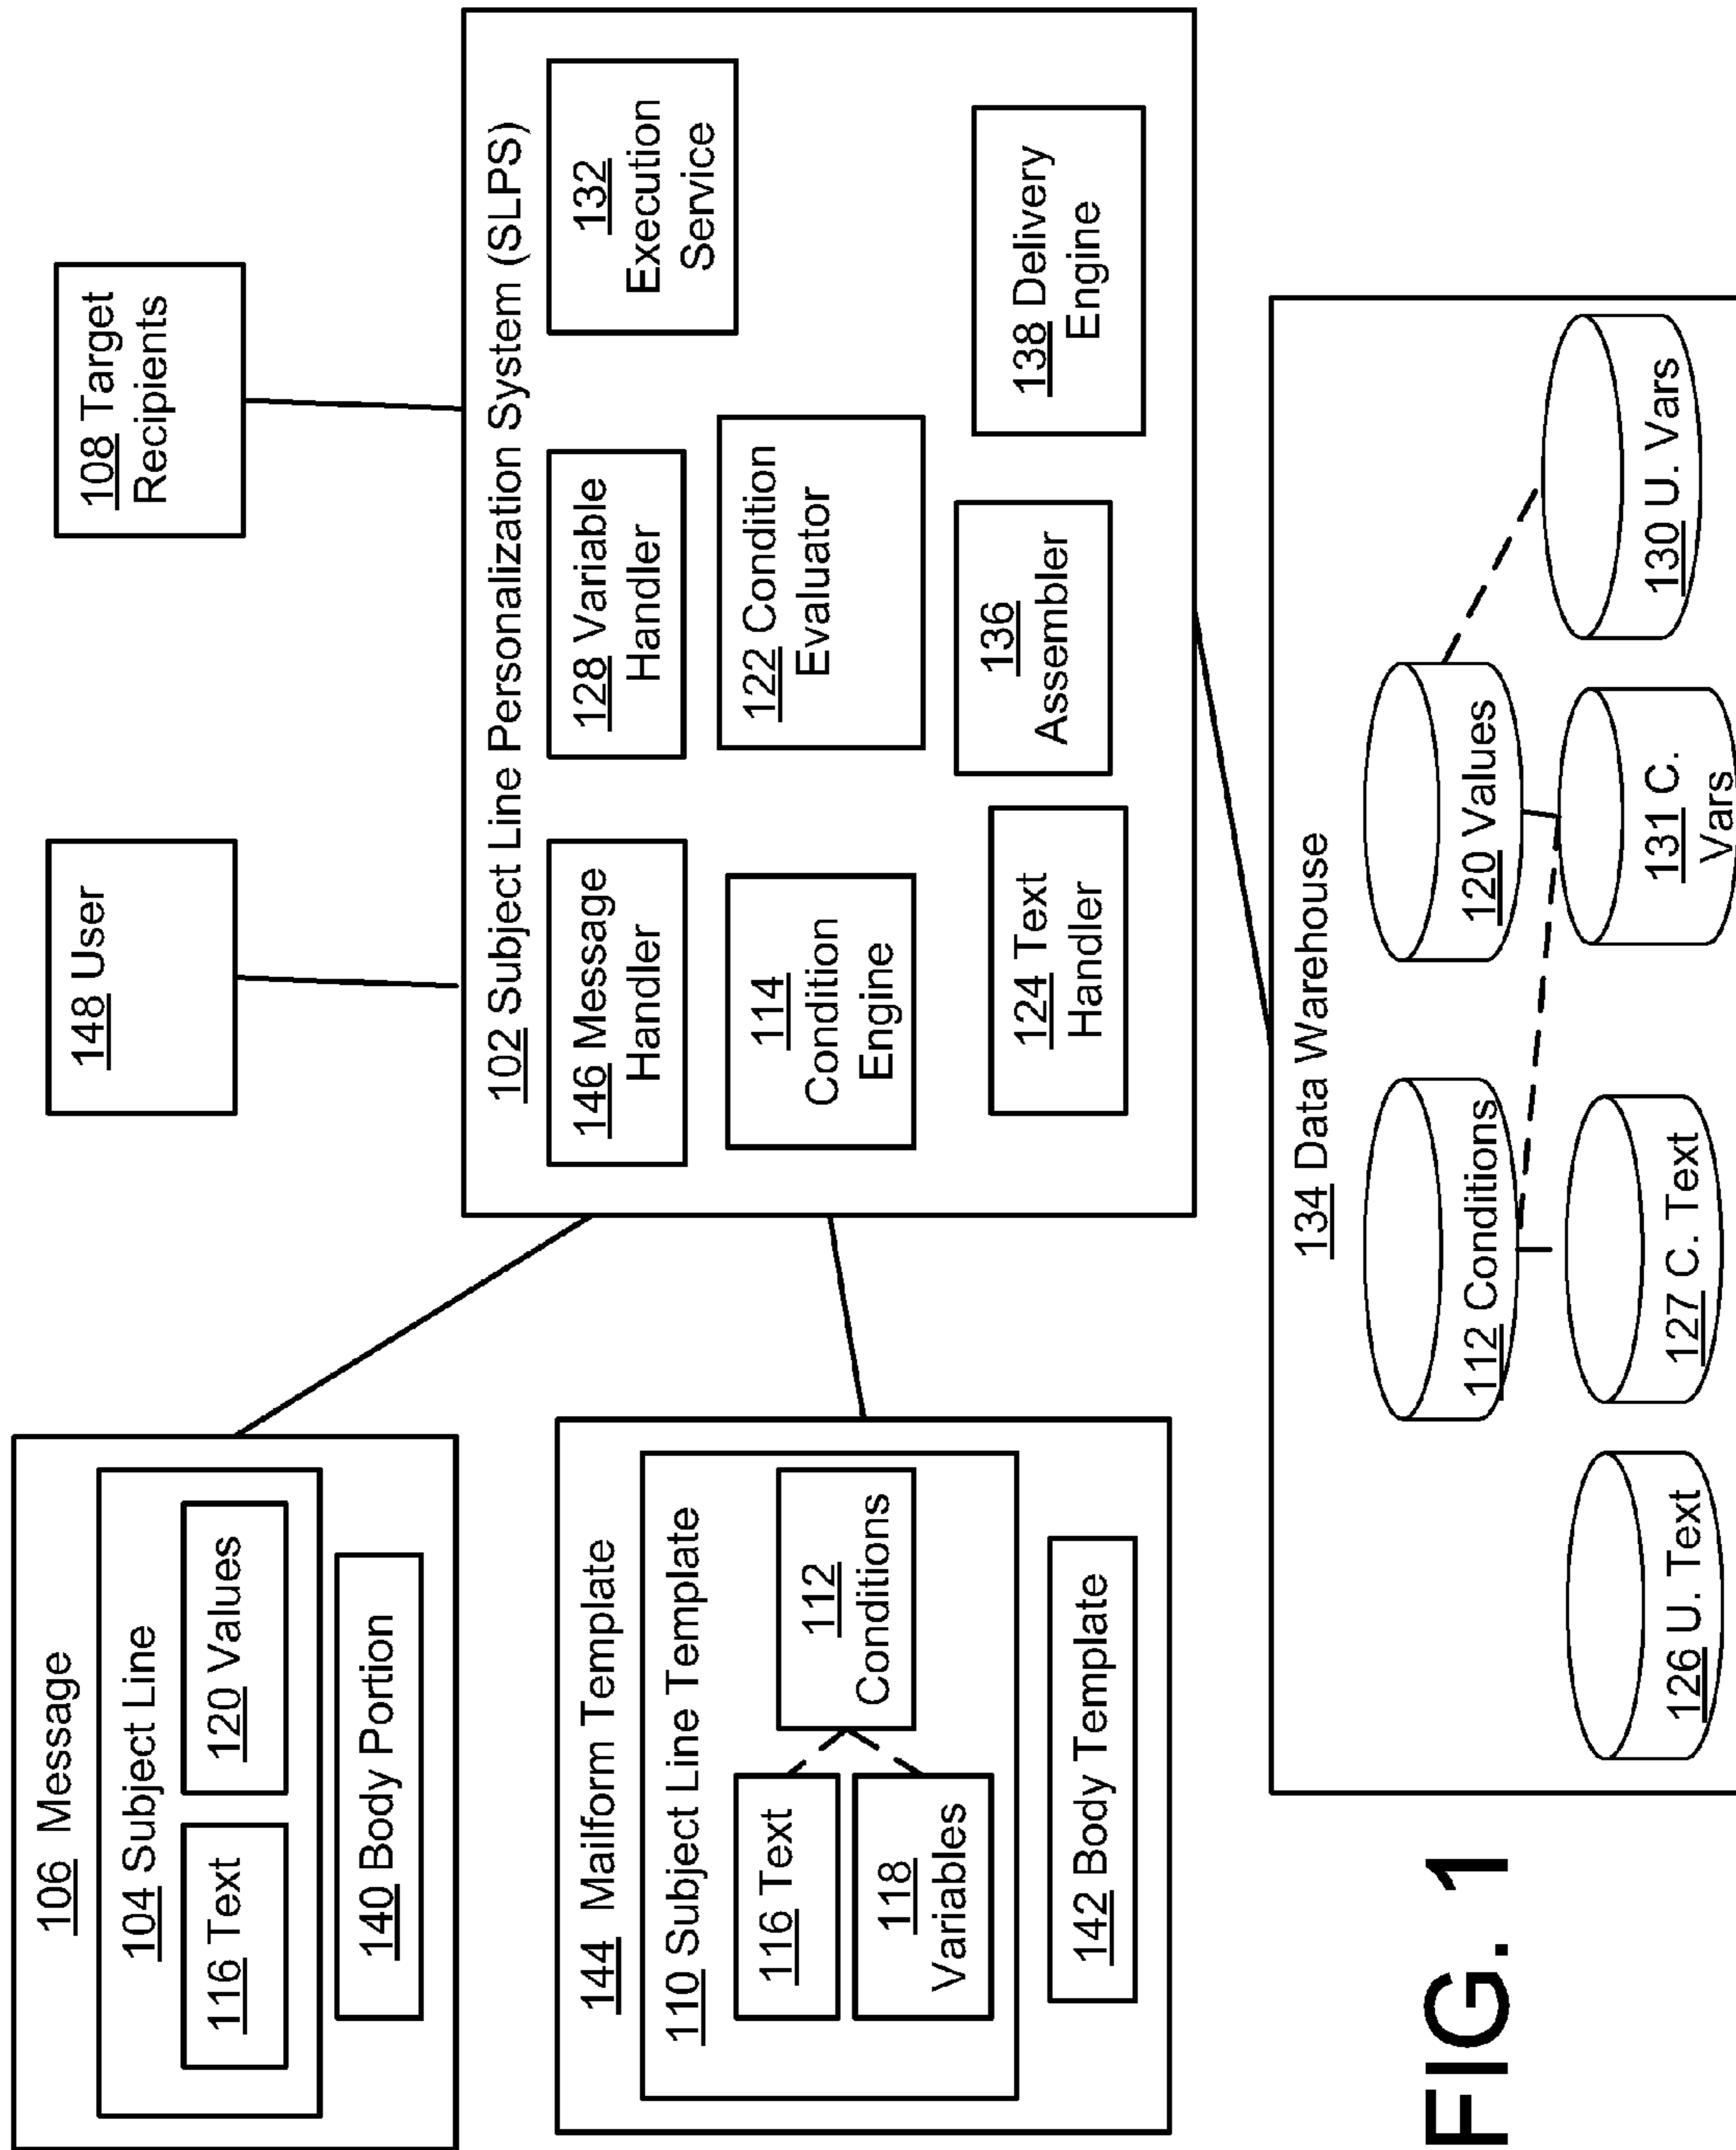 106 Message
104 Subject Line
116 Text
120 Values
140 Body Portion
144 Mailform Template
110 Subject Line Template
116 Text
118
Variables
112
Conditions
142 Body Template
148 User
108 Target
Recipients
102 Subject Line Personalization System (SLPS)
146 Message
Handler
128 Variable
Handler
132
Execution
Service
114
Condition
Engine
122 Condition
Evaluator
124 Text
Handler
136
Assembler
138 Delivery
Engine
134 Data Warehouse
112 Conditions
120 Values
126 U. Text
127 C. Text
131 C.
Vars
130 U. Vars
FIG. 1